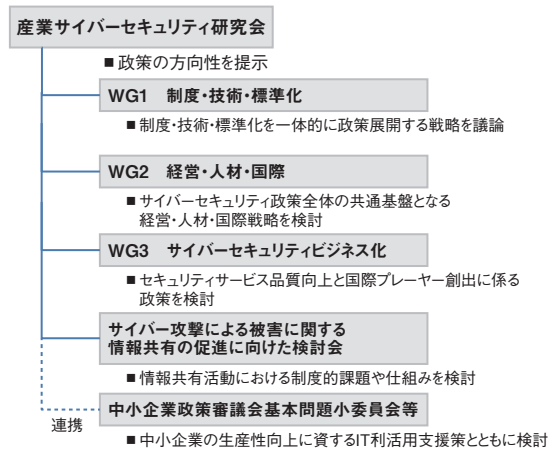 産業サイバーセキュリティ研究会
■ 政策の方向性を提示
WG1 制度・技術・標準化
■ 制度・技術・標準化を一体的に政策展開する戦略を議論
WG2 経営・人材・国際
■ サイバーセキュリティ政策全体の共通基盤となる
経営・人材・国際戦略を検討
WG3 サイバーセキュリティビジネス化
■ セキュリティサービス品質向上と国際プレーヤー創出に係る
政策を検討
サイバー攻撃による被害に関する
情報共有の促進に向けた検討会
■ 情報共有活動における制度的課題や仕組みを検討
中小企業政策審議会基本問題小委員会等
連携
■ 中小企業の生産性向上に資するIT利活用支援策とともに検討